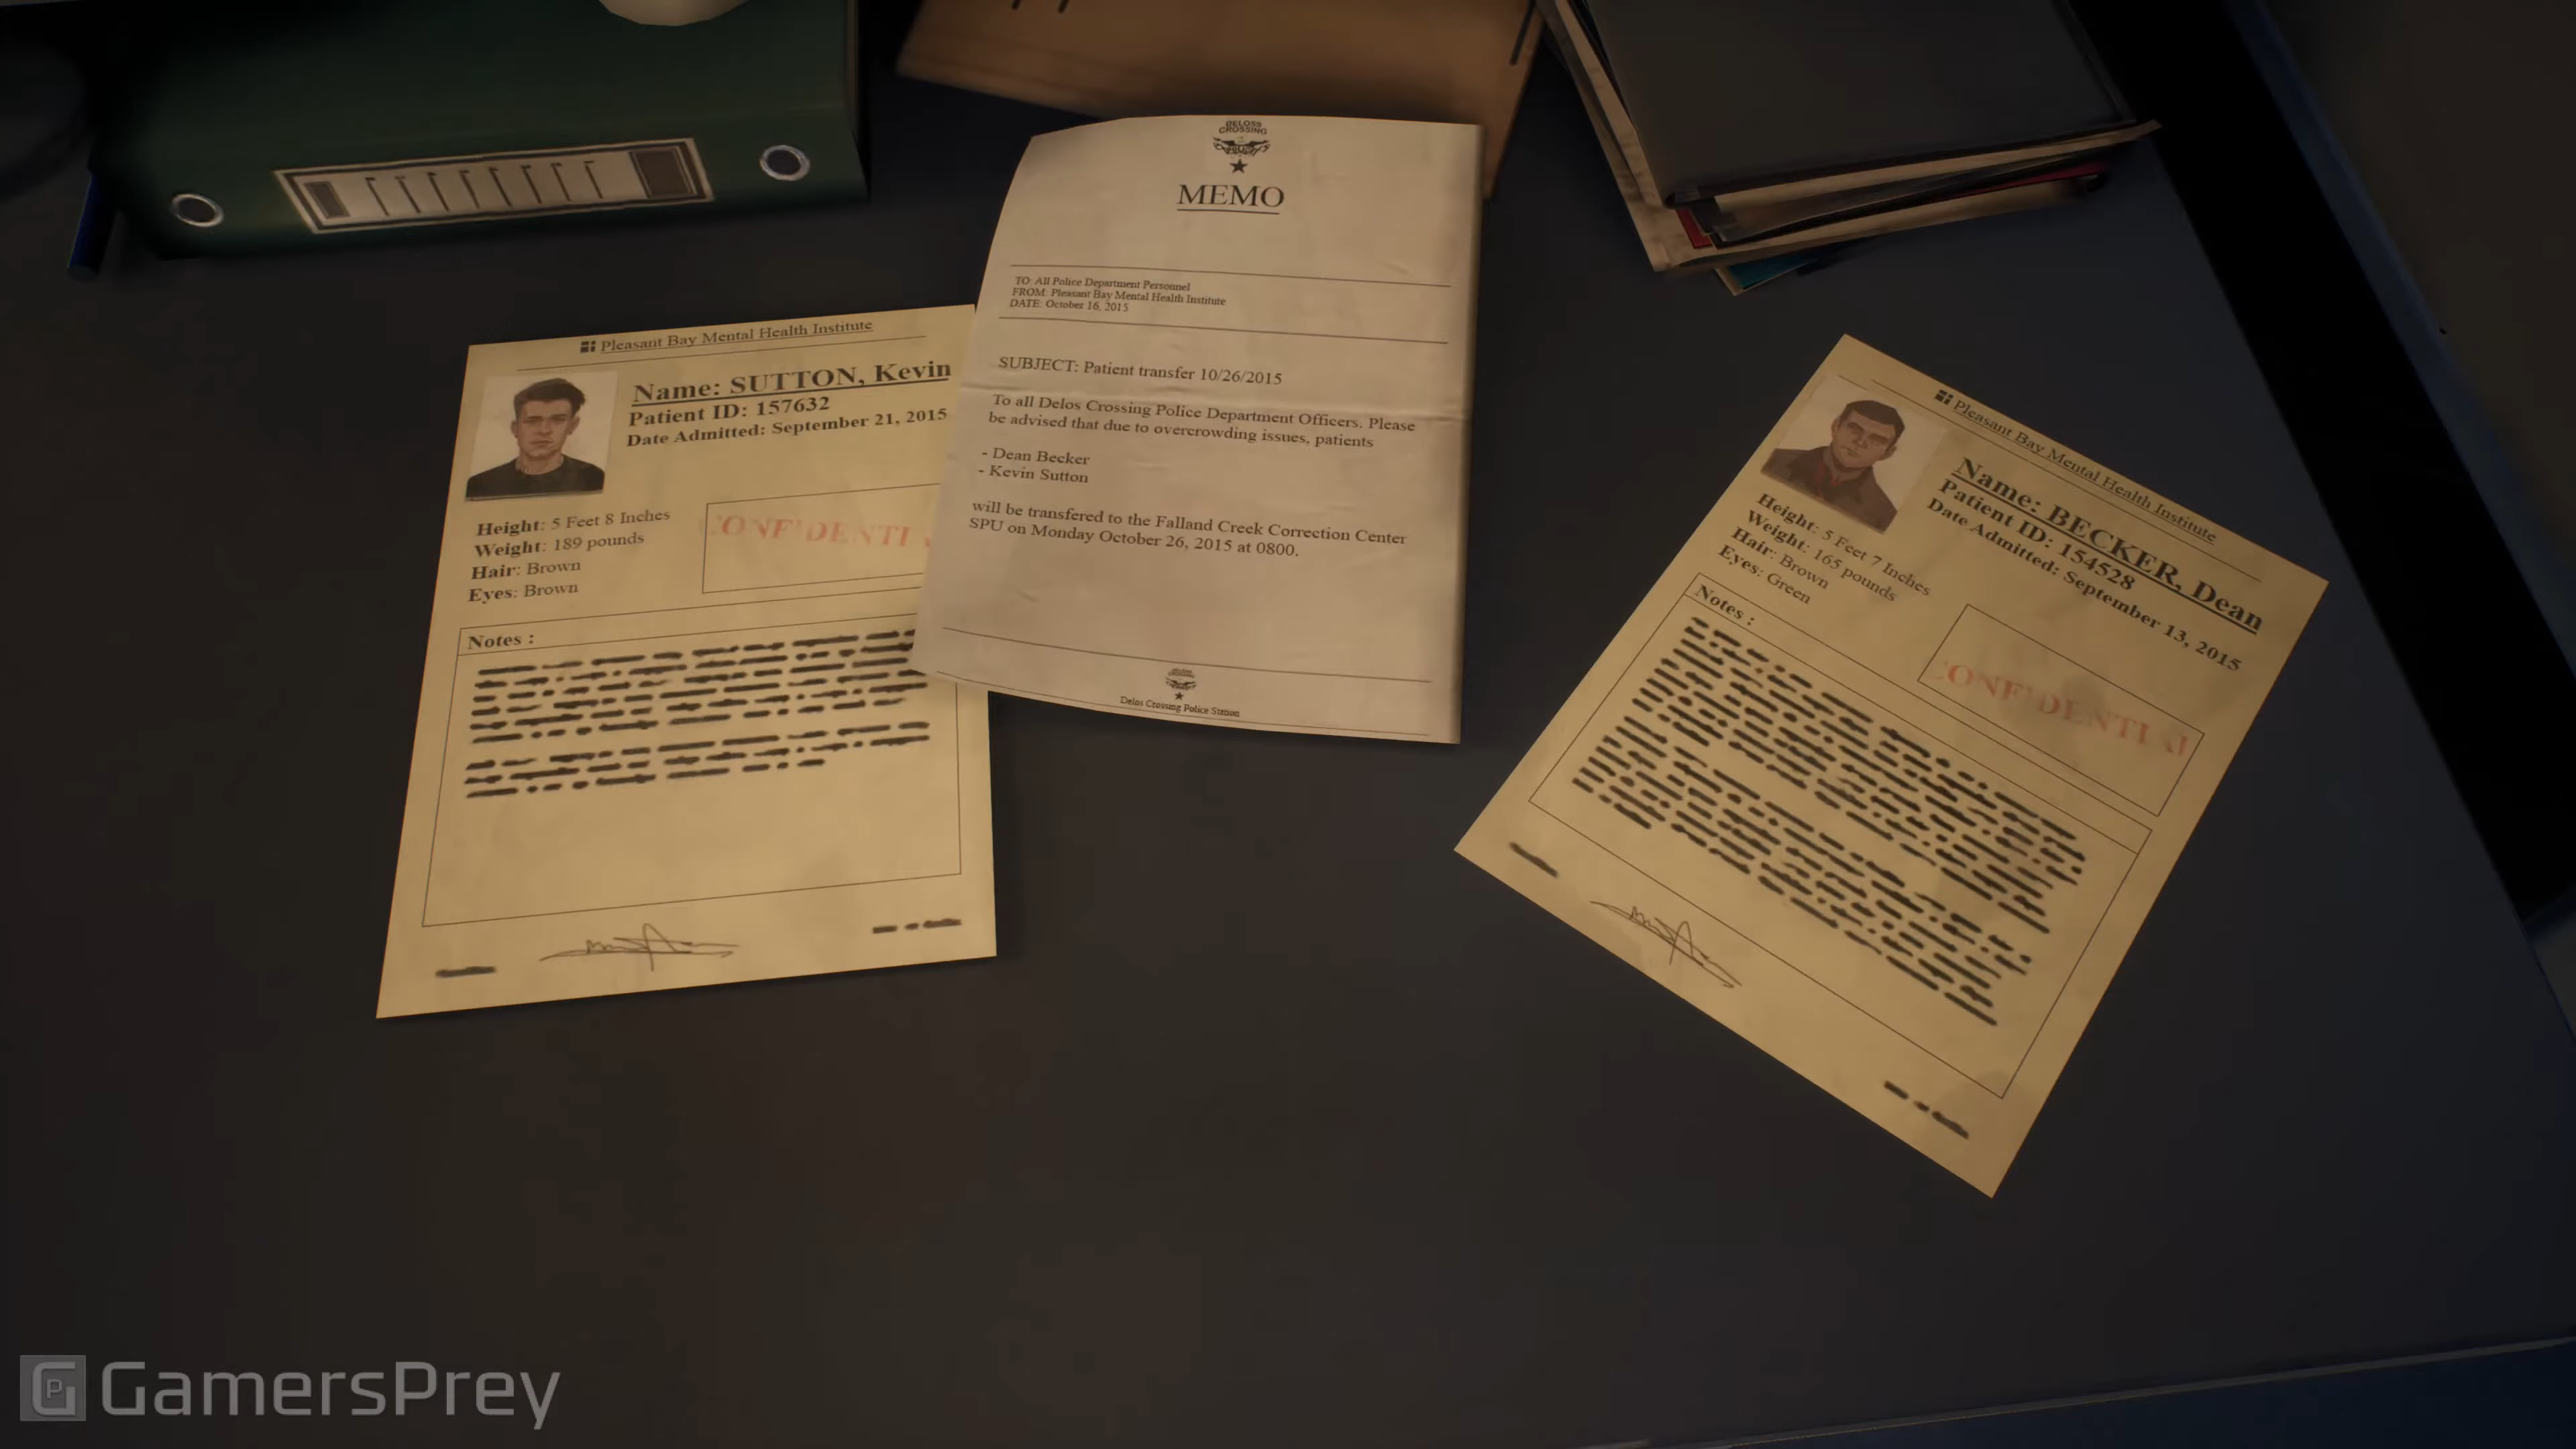 Pleasant Bay Mental Health Institute
Name: SUTTON, Kevin
Patient ID: 157632
Date Admitted: September 21, 2015
Height: 5 Feet 8 Inches
Weight: 189 pounds
Hair: Brown
Eyes: Brown
Notes :
DELOSS
CROSSING
MEMO
TO: All Police Department Personnel
FROM: Pleasant Bay Mental Health Institute
DATE: October 16, 2015
SUBJECT: Patient transfer 10/26/2015
To all Delos Crossing Police Department Officers. Please
be advised that due to overcrowding issues, patients
- Dean Becker
- Kevin Sutton
will be transfered to the Falland Creek Correction Center
SPU on Monday October 26, 2015 at 0800.
Delos Crossing Police Station
Pleasant Bay Mental Health Institute
Name: BECKER, Dean
Patient ID: 154528
Date Admitted: September 13, 2015
Height: 5 Feet 7 Inches
Weight: 165 pounds
Hair: Brown
Eyes: Green
CONFIDENTIAL
Notes :
GamersPrey